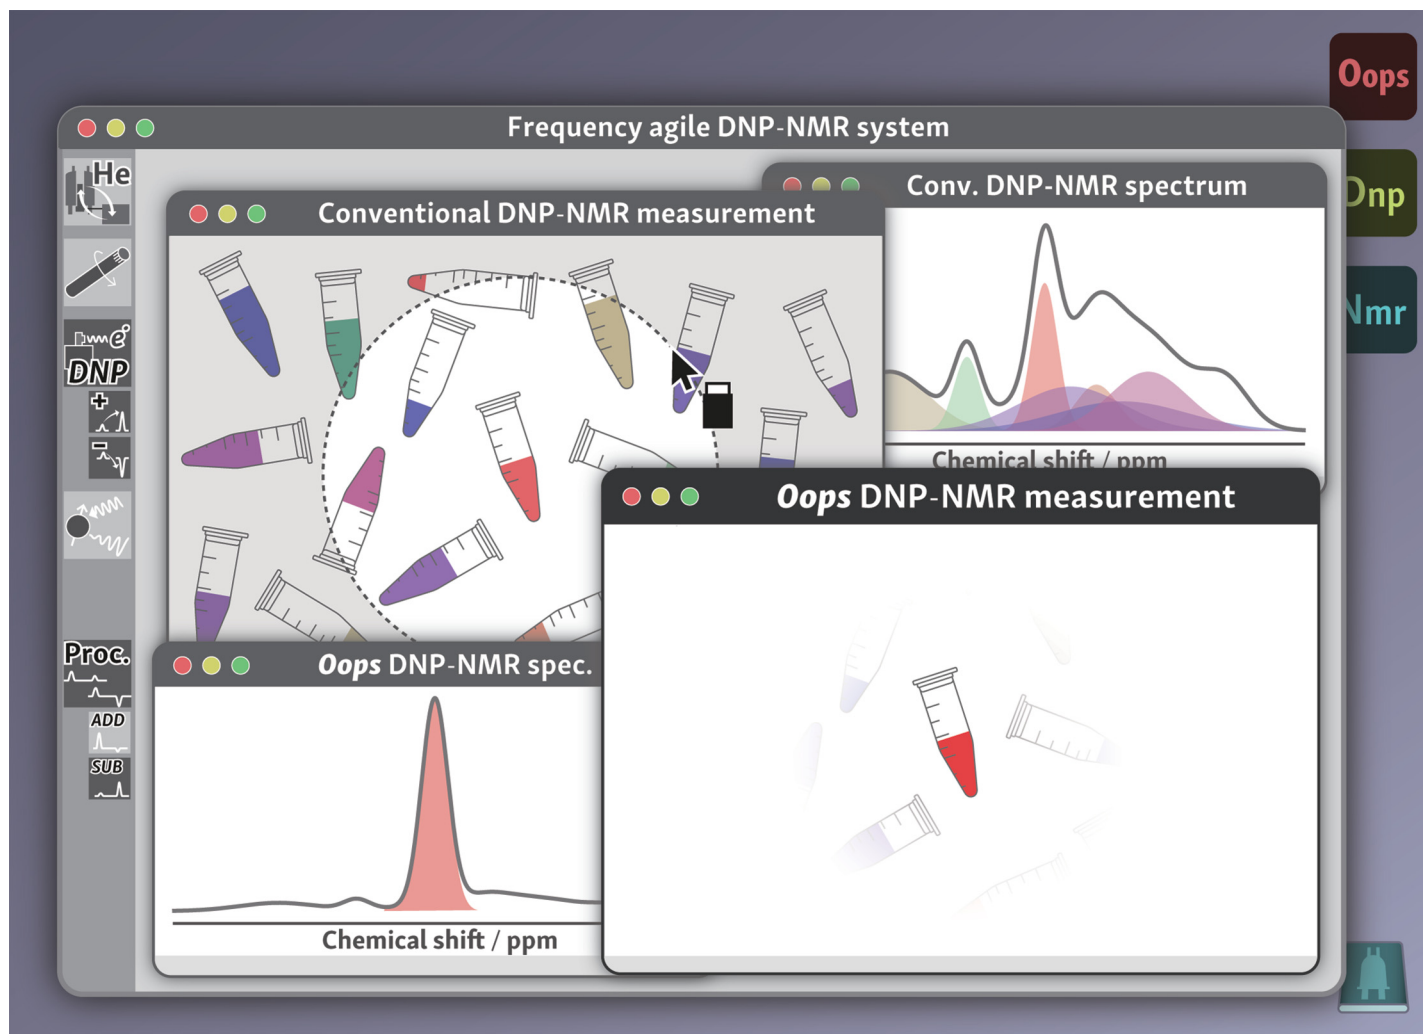 Oops
Frequency agile DNP-NMR system
He
Conv. DNP-NMR spectrum
Dnp
Conventional DNP-NMR measurement
Nmr
e
DNP
+
-
Chemical shift / ppm
Oops DNP-NMR measurement
Proc.
Oops DNP-NMR spec.
ADD
SUB
Chemical shift / ppm